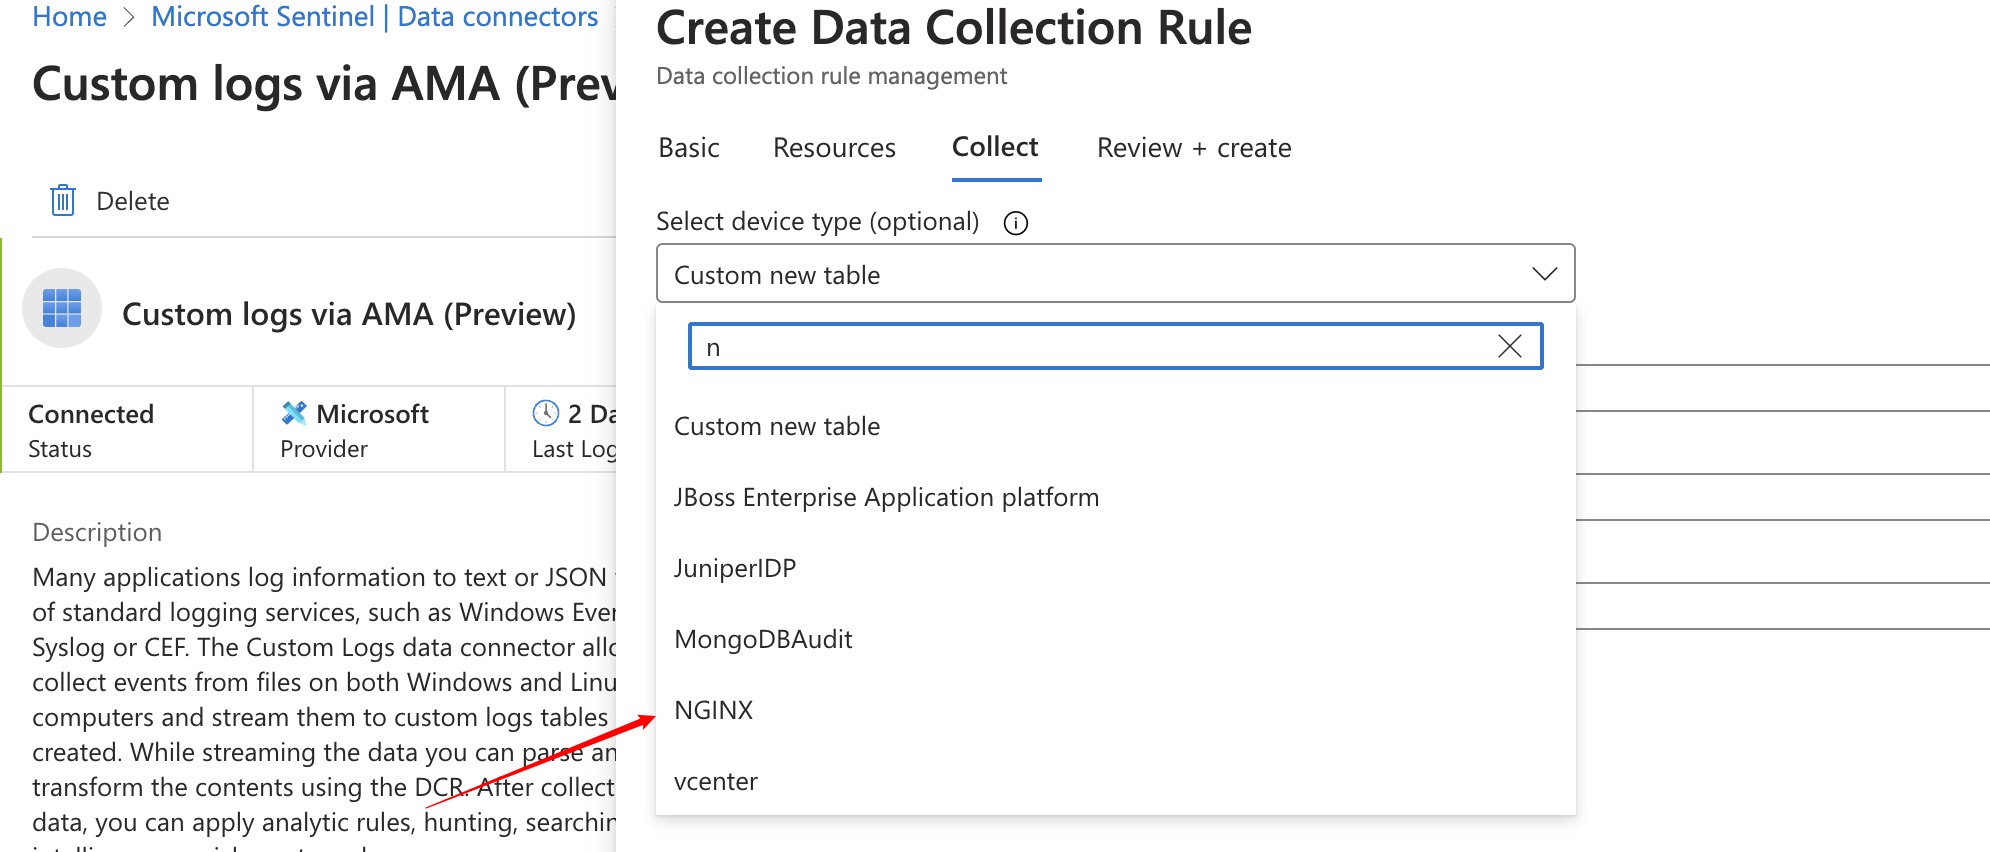 Home > Microsoft Sentinel | Data connectors
Custom logs via AMA (Prev
Delete
Custom logs via AMA (Preview)
Connected
Status
Microsoft
Provider
2 Da
Last Log
Description
Many applications log information to text or JSON
of standard logging services, such as Windows Ever
Syslog or CEF. The Custom Logs data connector allo
collect events from files on both Windows and Linu
computers and stream them to custom logs tables
created. While streaming the data you can parse an
transform the contents using the DCR. After collect
data, you can apply analytic rules, hunting, searchin
Create Data Collection Rule
Data collection rule management
Basic
Resources
Collect
Review + create
Select device type (optional)
Custom new table
n
Custom new table
JBoss Enterprise Application platform
JuniperIDP
MongoDBAudit
NGINX
vcenter